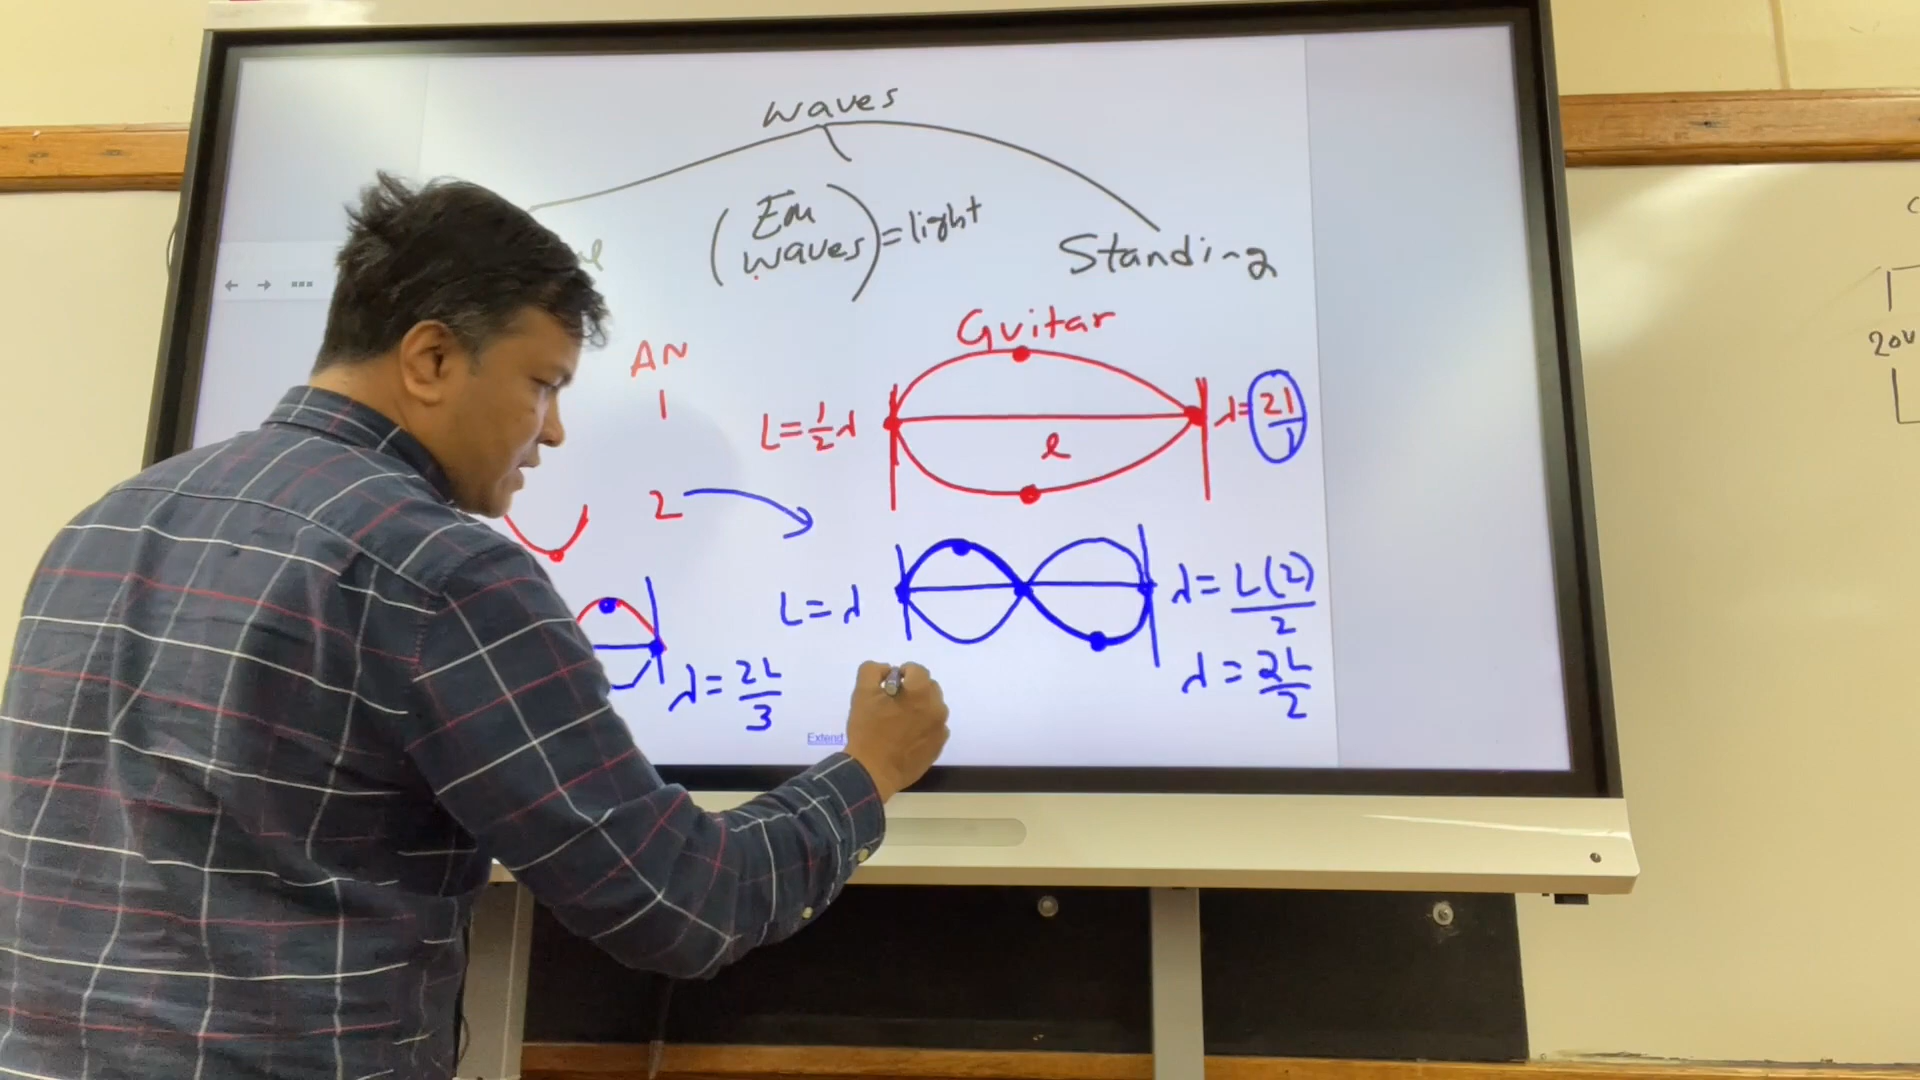 waves
(Em waves) = light
Standing
Guitar
AN
1
L = 1/2 λ
l
λ = 2l/1
2
L = λ
λ = L(2)/2
λ = 2L/2
λ = 2L/3
Extend
20V